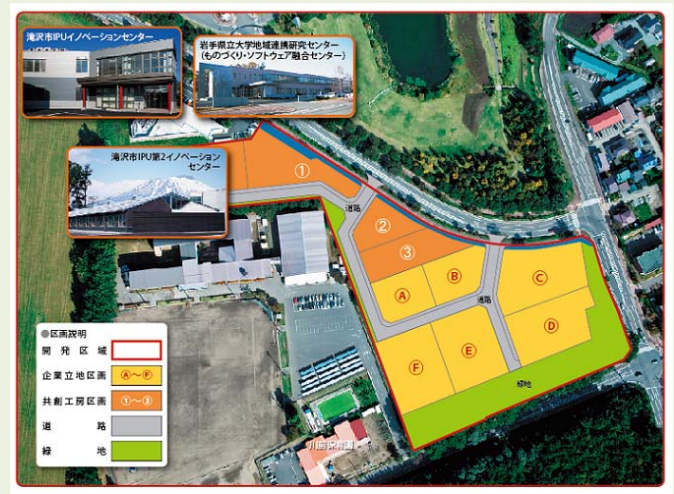 滝沢市IPUイノベーションセンター
岩手県立大学地域連携研究センター
(ものづくり・ソフトウェア融合センター)
滝沢市IPU第2イノベーション
センター
①
道路
②
③
Ⓐ
Ⓑ
Ⓒ
道路
Ⓓ
Ⓔ
Ⓕ
緑地
●区画説明
開発区域
企業立地区画 Ⓐ～Ⓕ
共創工房区画 ①～③
道路
緑地
川前保育園